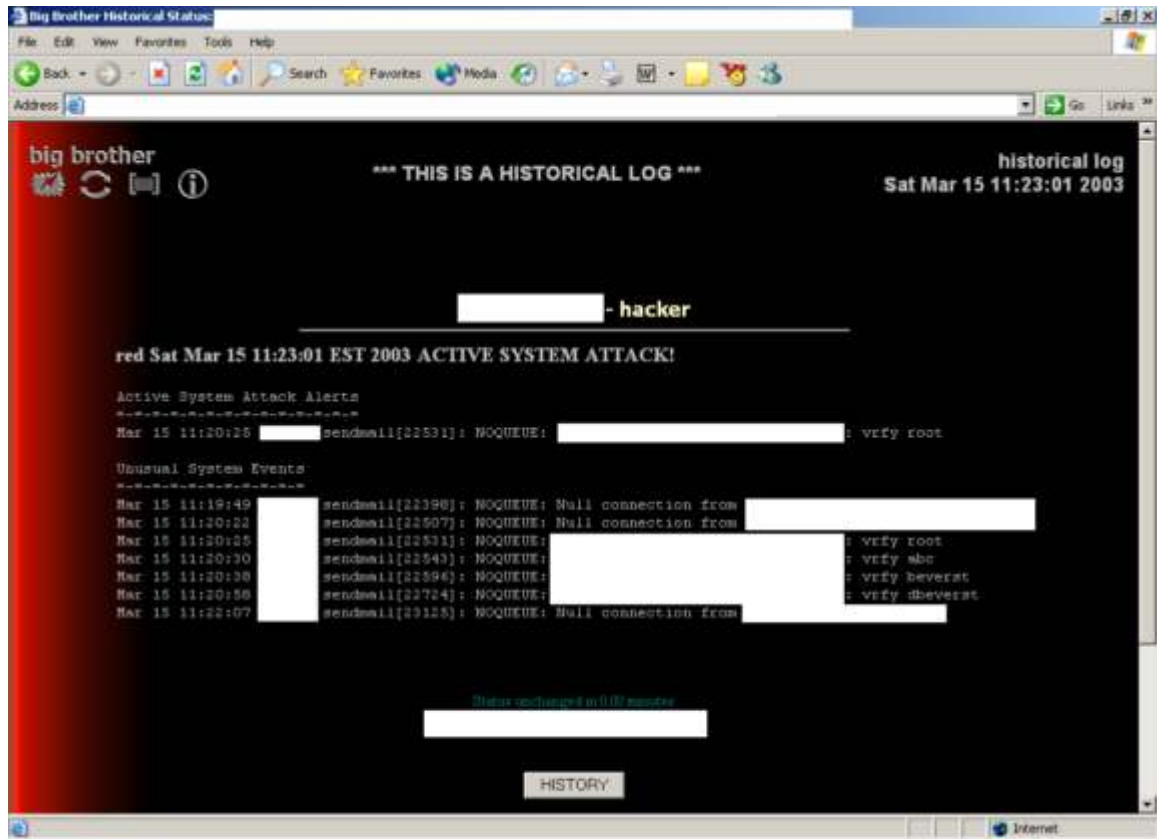 Big Brother Historical Status:
File Edit View Favorites Tools Help
Back Search Favorites Media
Address Go Links »
big brother
*** THIS IS A HISTORICAL LOG ***
historical log
Sat Mar 15 11:23:01 2003
- hacker
red Sat Mar 15 11:23:01 EST 2003 ACTIVE SYSTEM ATTACK!
Active System Attack Alerts
=-=-=-=-=-=-=-=-=-=-=-=-=-=
Mar 15 11:20:25 sendmail[22531]: NOQUEUE: : vrfy root
Unusual System Events
=-=-=-=-=-=-=-=-=-=-=
Mar 15 11:19:49 sendmail[22398]: NOQUEUE: Null connection from
Mar 15 11:20:22 sendmail[22507]: NOQUEUE: Null connection from
Mar 15 11:20:25 sendmail[22531]: NOQUEUE: : vrfy root
Mar 15 11:20:30 sendmail[22543]: NOQUEUE: : vrfy abc
Mar 15 11:20:38 sendmail[22596]: NOQUEUE: : vrfy beverst
Mar 15 11:20:58 sendmail[22724]: NOQUEUE: : vrfy dbeverst
Mar 15 11:22:07 sendmail[23125]: NOQUEUE: Null connection from
Status unchanged in 0.00 minutes
HISTORY
Internet